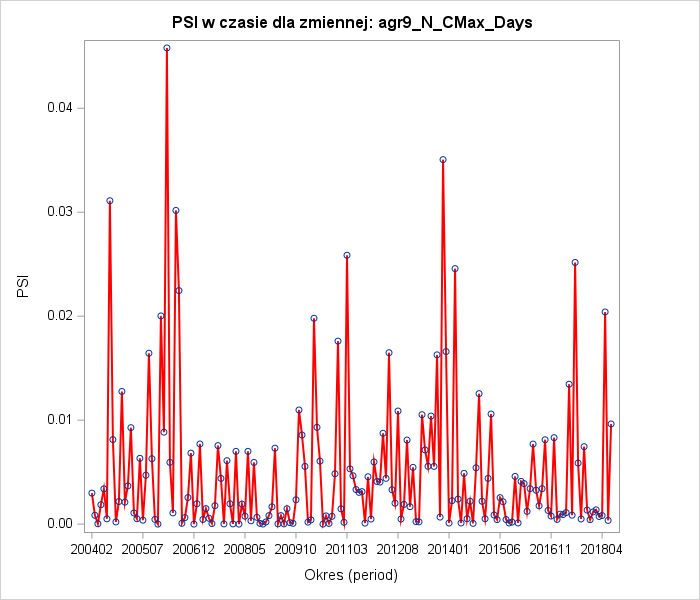 PSI w czasie dla zmiennej: agr9_N_CMax_Days
0.04
0.03
0.02
0.01
0.00
PSI
200402 200507 200612 200805 200910 201103 201208 201401 201506 201611 201804
Okres (period)